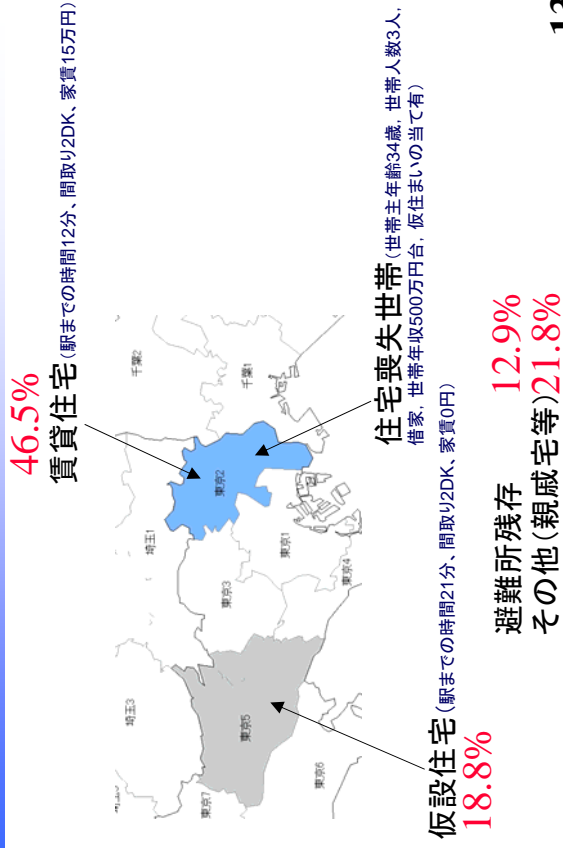 46.5%
賃貸住宅(駅までの時間12分、間取り2DK、家賃15万円)
埼玉3
埼玉1
千葉2
東京7
東京5
東京3
東京2
千葉1
東京1
東京6
東京4
住宅喪失世帯(世帯主年齢34歳,世帯人数3人,
借家,世帯年収500万円台,仮住まいの当て有)
仮設住宅(駅までの時間21分、間取り2DK、家賃0円)
18.8%
避難所残存 12.9%
その他(親戚宅等)21.8%